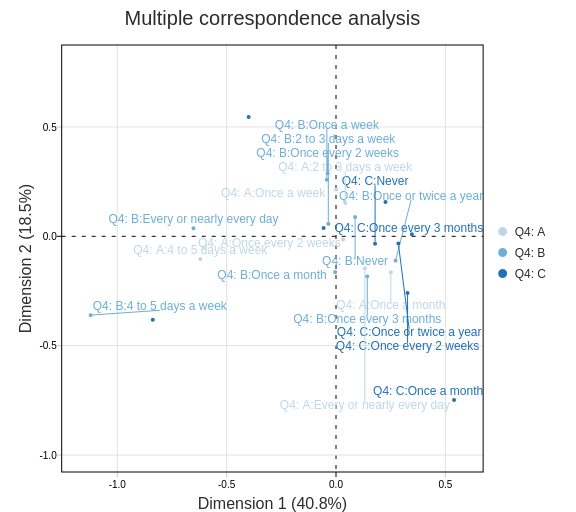 Multiple correspondence analysis
Q4: B:Once a week
Q4: B:2 to 3 days a week
Q4: B:Once every 2 weeks
Q4: A:2 to 3 days a week
Q4: C:Never
Q4: A:Once a week
Q4: B:Once or twice a year
Q4: B:Every or nearly every day
Q4: C:Once every 3 months
Q4: A:Once every 2 weeks
Q4: A:4 to 5 days a week
Q4: B:Never
Q4: B:Once a month
Q4: B:4 to 5 days a week
Q4: A:Once a month
Q4: B:Once every 3 months
Q4: C:Once or twice a year
Q4: C:Once every 2 weeks
Q4: C:Once a month
Q4: A:Every or nearly every day
0.5
0.0
-0.5
-1.0
-1.0
-0.5
0.0
0.5
Dimension 1 (40.8%)
Dimension 2 (18.5%)
Q4: A
Q4: B
Q4: C